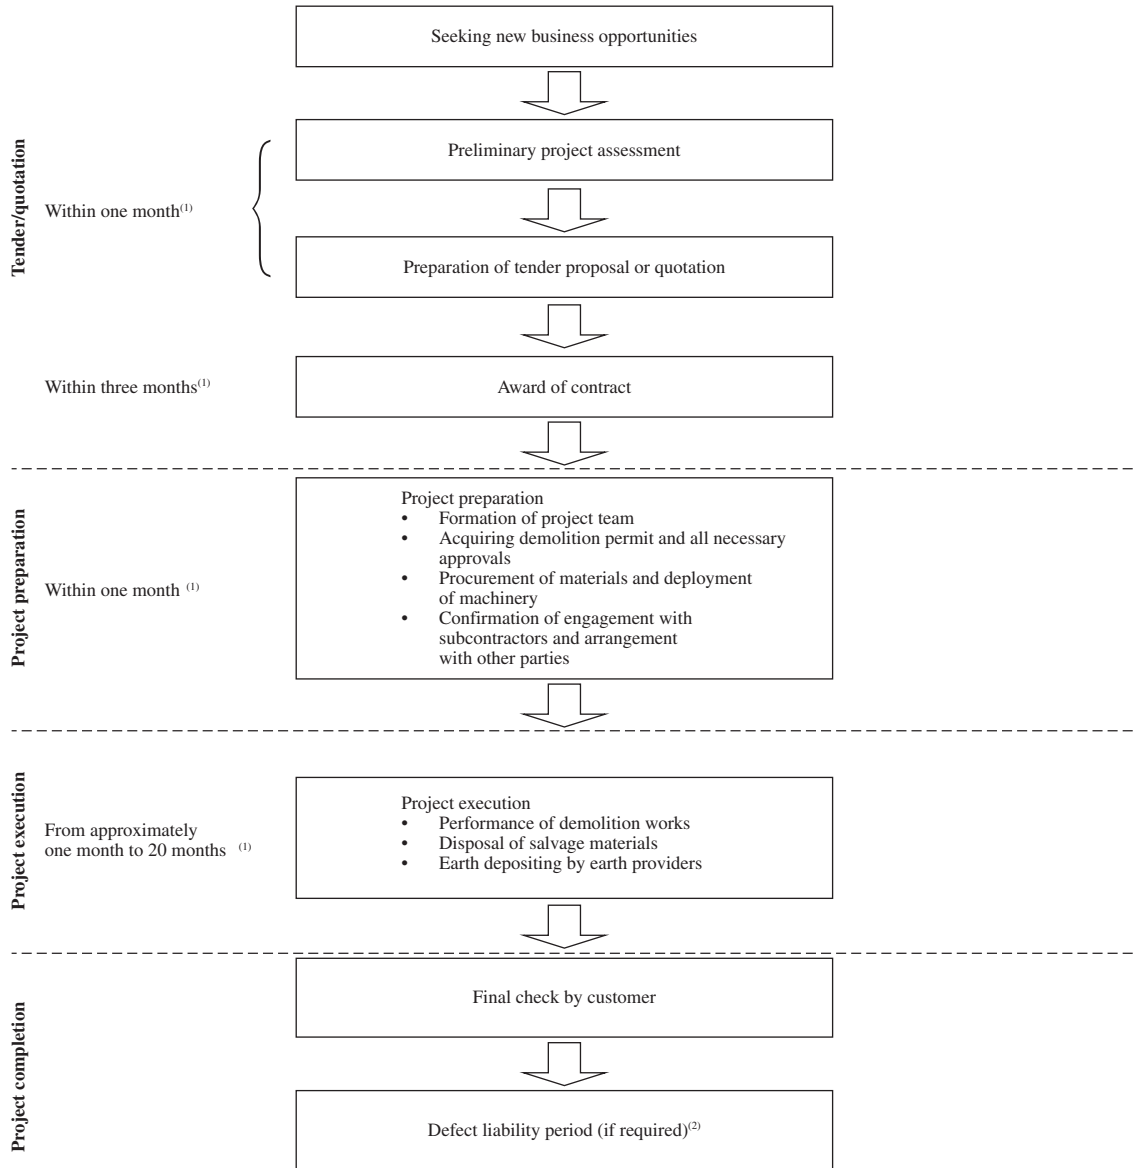 Seeking new business opportunities
Tender/quotation
Preliminary project assessment
Within one month(1)
Preparation of tender proposal or quotation
Within three months(1)
Award of contract
Project preparation
Within one month (1)
Project preparation
• Formation of project team
• Acquiring demolition permit and all necessary
approvals
• Procurement of materials and deployment
of machinery
• Confirmation of engagement with
subcontractors and arrangement
with other parties
Project execution
From approximately
one month to 20 months (1)
Project execution
• Performance of demolition works
• Disposal of salvage materials
• Earth depositing by earth providers
Project completion
Final check by customer
Defect liability period (if required)(2)